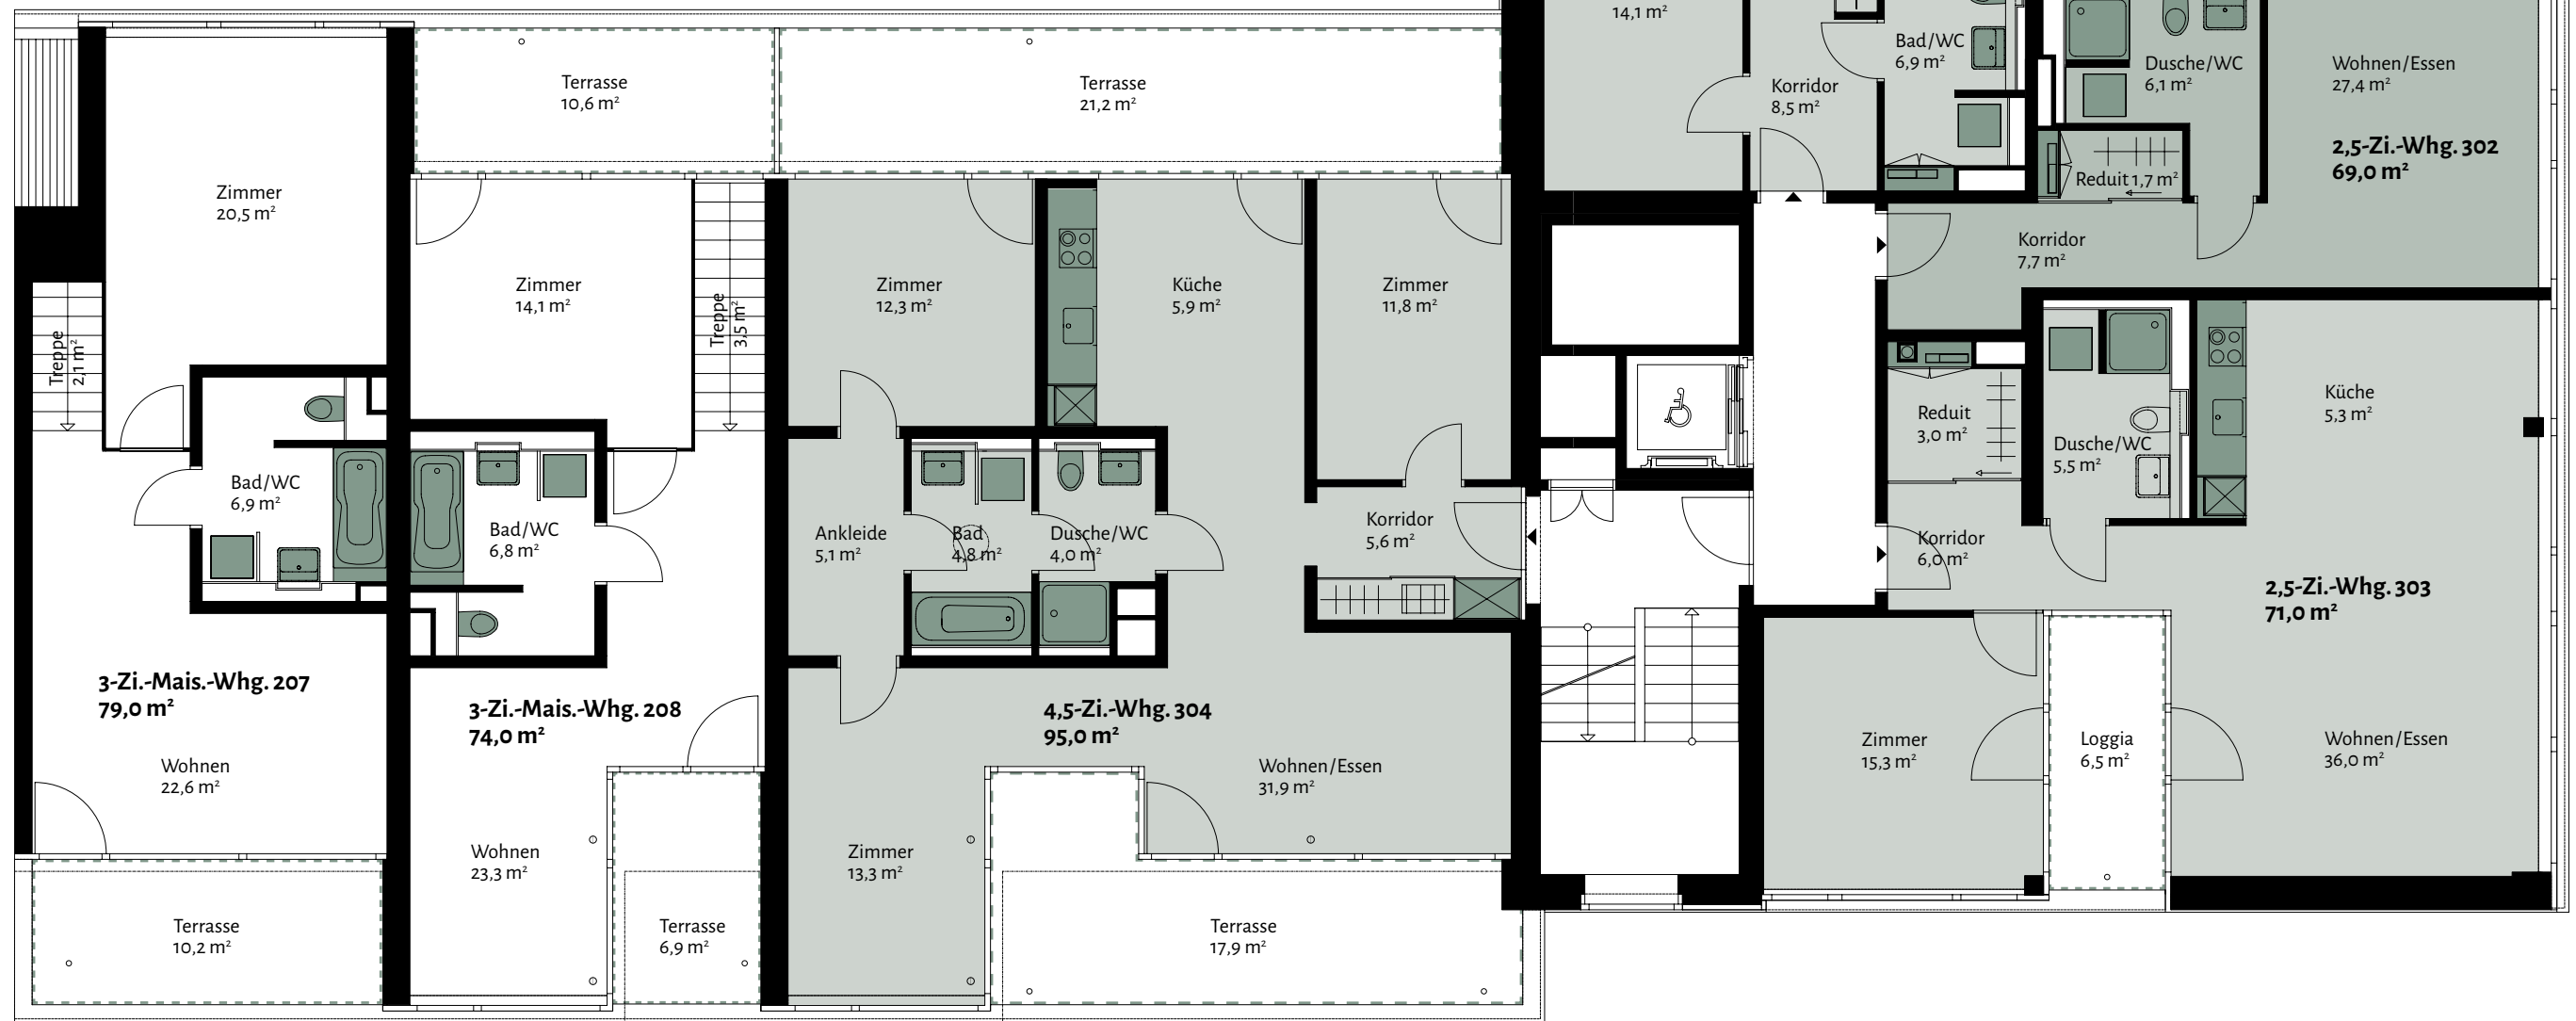 14,1 m²
Bad/WC
6,9 m²
Korridor
8,5 m²
Dusche/WC
6,1 m²
Wohnen/Essen
27,4 m²
2,5-Zi.-Whg. 302
69,0 m²
Reduit 1,7 m²
Korridor
7,7 m²
Terrasse
10,6 m²
Terrasse
21,2 m²
Zimmer
20,5 m²
Zimmer
14,1 m²
Treppe
3,5 m²
Treppe
2,1 m²
Zimmer
12,3 m²
Küche
5,9 m²
Zimmer
11,8 m²
Bad/WC
6,9 m²
Bad/WC
6,8 m²
Ankleide
5,1 m²
Bad
4,8 m²
Dusche/WC
4,0 m²
Korridor
5,6 m²
Reduit
3,0 m²
Dusche/WC
5,5 m²
Küche
5,3 m²
Korridor
6,0 m²
2,5-Zi.-Whg. 303
71,0 m²
3-Zi.-Mais.-Whg. 207
79,0 m²
3-Zi.-Mais.-Whg. 208
74,0 m²
4,5-Zi.-Whg. 304
95,0 m²
Wohnen
22,6 m²
Wohnen/Essen
31,9 m²
Zimmer
15,3 m²
Loggia
6,5 m²
Wohnen/Essen
36,0 m²
Wohnen
23,3 m²
Zimmer
13,3 m²
Terrasse
10,2 m²
Terrasse
6,9 m²
Terrasse
17,9 m²